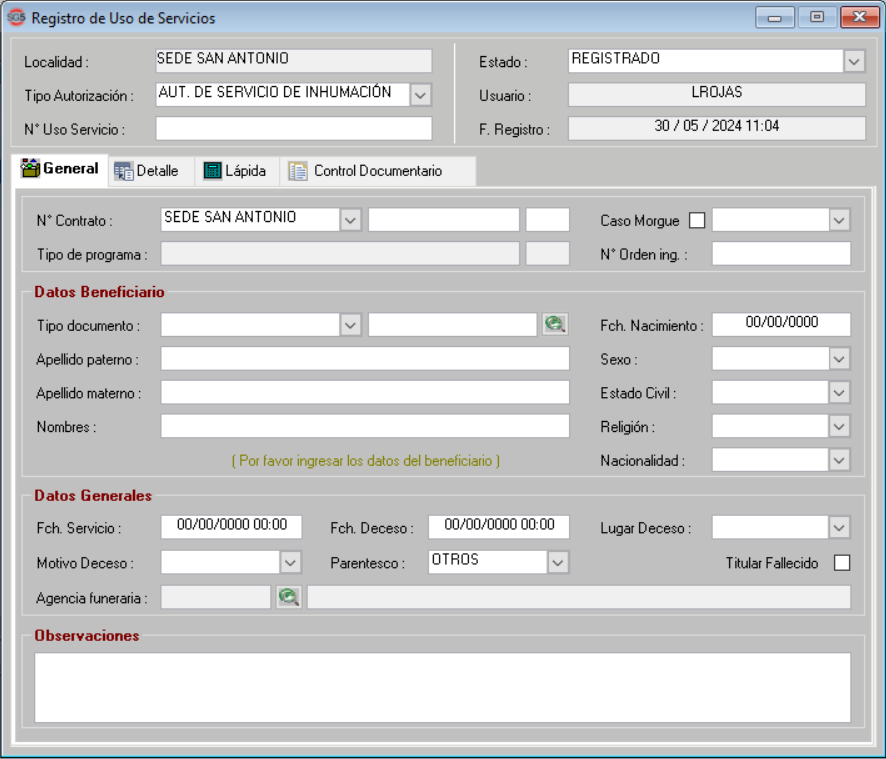 SG5 Registro de Uso de Servicios
Localidad : SEDE SAN ANTONIO Estado : REGISTRADO
Tipo Autorización : AUT. DE SERVICIO DE INHUMACIÓN Usuario : LROJAS
N° Uso Servicio : F. Registro : 30 / 05 / 2024 11:04
General Detalle Lápida Control Documentario
N° Contrato : SEDE SAN ANTONIO Caso Morgue
Tipo de programa : N° Orden ing. :
Datos Beneficiario
Tipo documento : Fch. Nacimiento : 00/00/0000
Apellido paterno : Sexo :
Apellido materno : Estado Civil :
Nombres : Religión :
( Por favor ingresar los datos del beneficiario ) Nacionalidad :
Datos Generales
Fch. Servicio : 00/00/0000 00:00 Fch. Deceso : 00/00/0000 00:00 Lugar Deceso :
Motivo Deceso : Parentesco : OTROS Titular Fallecido
Agencia funeraria :
Observaciones